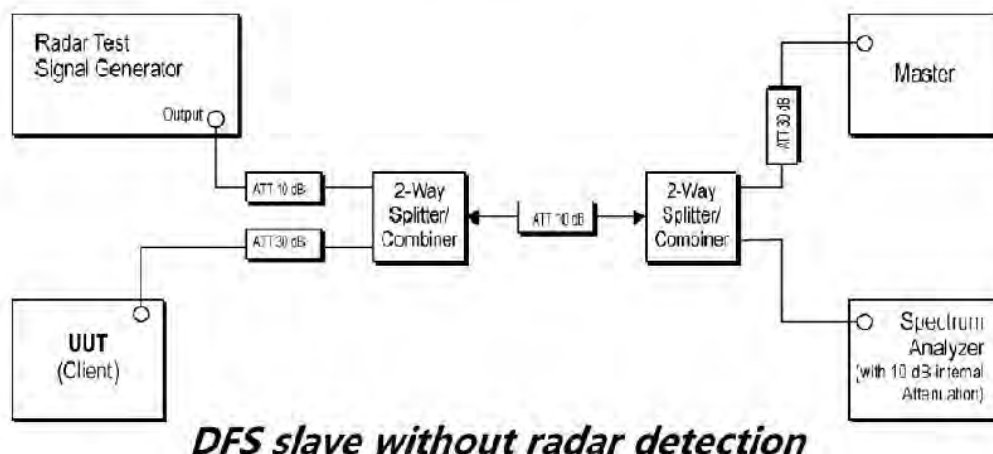 Radar Test
Signal Generator
Output
Master
ATT 30 dB
ATT 10 dB
2-Way
Splitter/
Combiner
ATT 10 dB
2-Way
Splitter/
Combiner
ATT 30 dB
UUT
(Client)
Spectrum
Analyzer
(with 10 dB internal
Attenuation)
DFS slave without radar detection